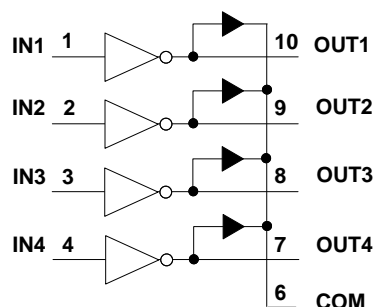 IN1 1 10 OUT1
IN2 2 9 OUT2
IN3 3 8 OUT3
IN4 4 7 OUT4
6 COM